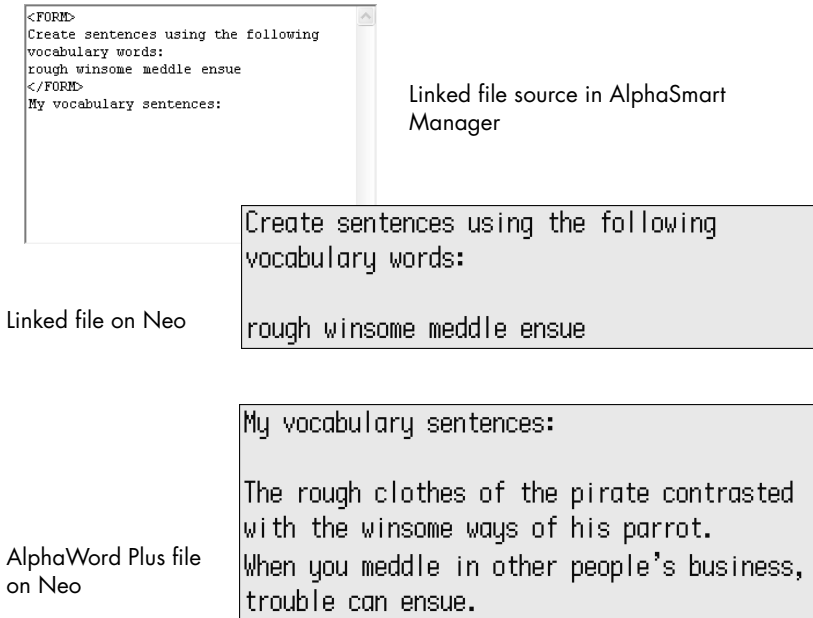 <FORM>
Create sentences using the following
vocabulary words:
rough winsome meddle ensue
</FORM>
My vocabulary sentences:
Linked file source in AlphaSmart
Manager
Create sentences using the following
vocabulary words:
rough winsome meddle ensue
Linked file on Neo
My vocabulary sentences:
The rough clothes of the pirate contrasted
with the winsome ways of his parrot.
When you meddle in other people's business,
trouble can ensue.
AlphaWord Plus file
on Neo